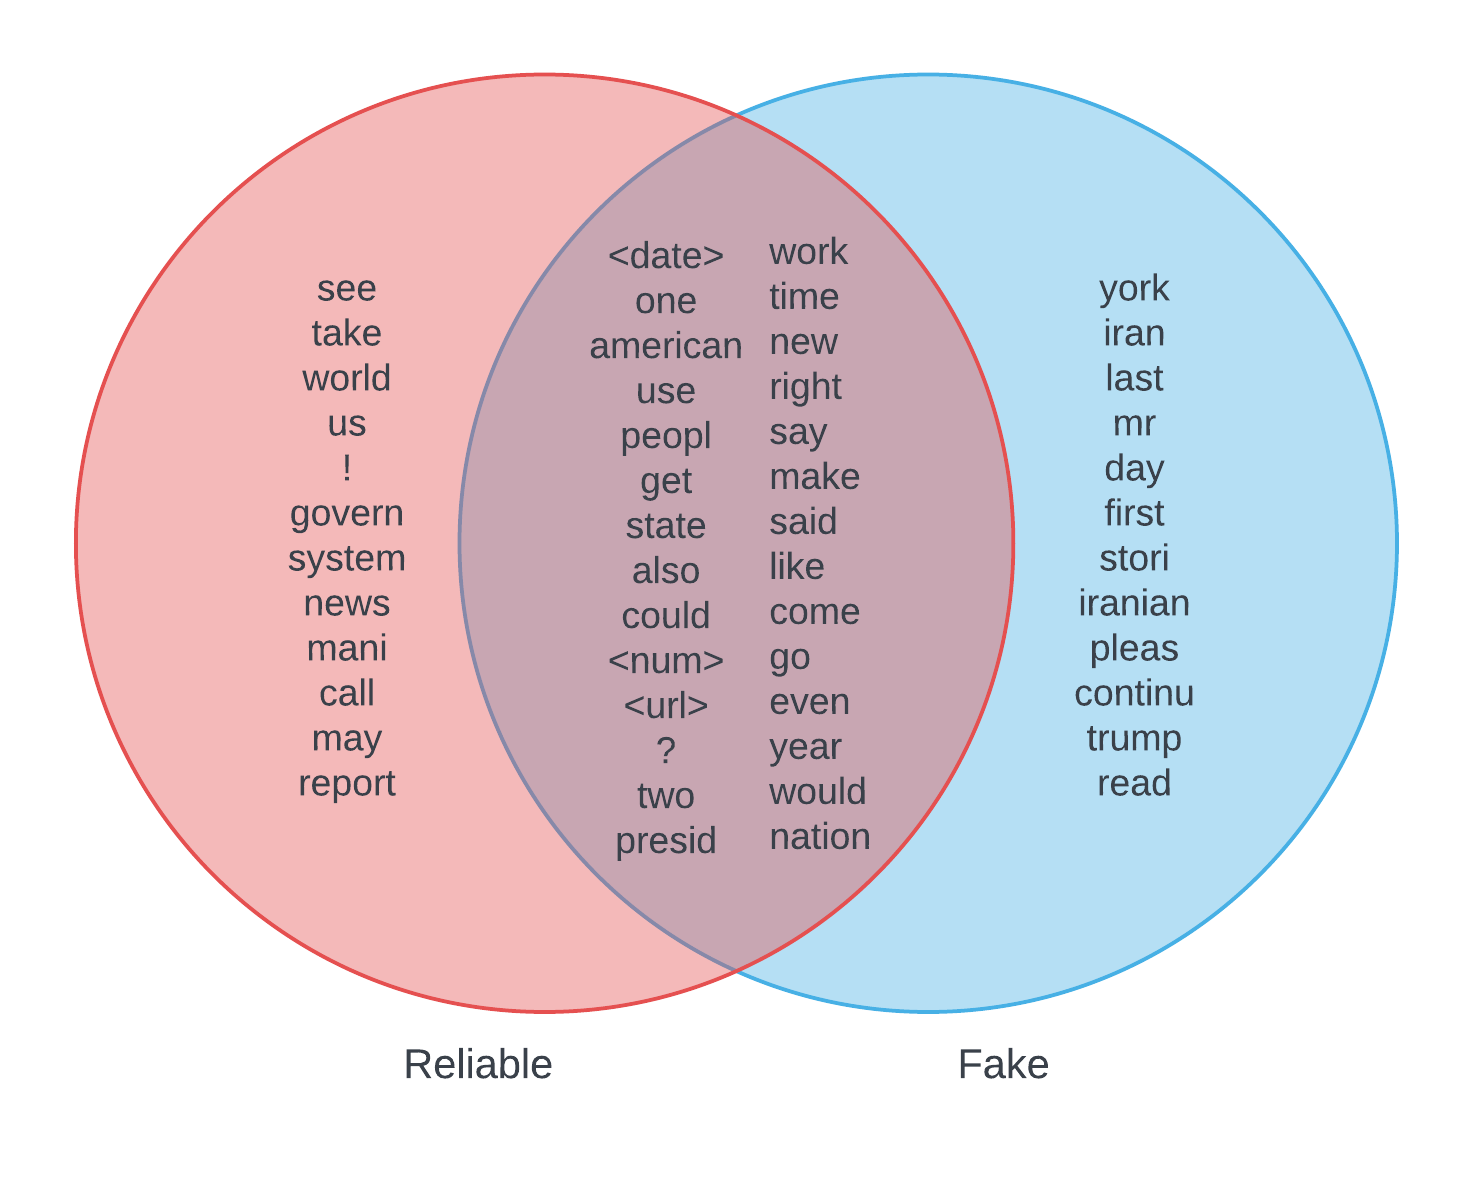 see
take
world
us
!
govern
system
news
mani
call
may
report
<date>
one
american
use
peopl
get
state
also
could
<num>
<url>
?
two
presid
work
time
new
right
say
make
said
like
come
go
even
year
would
nation
york
iran
last
mr
day
first
stori
iranian
pleas
continu
trump
read
Reliable
Fake